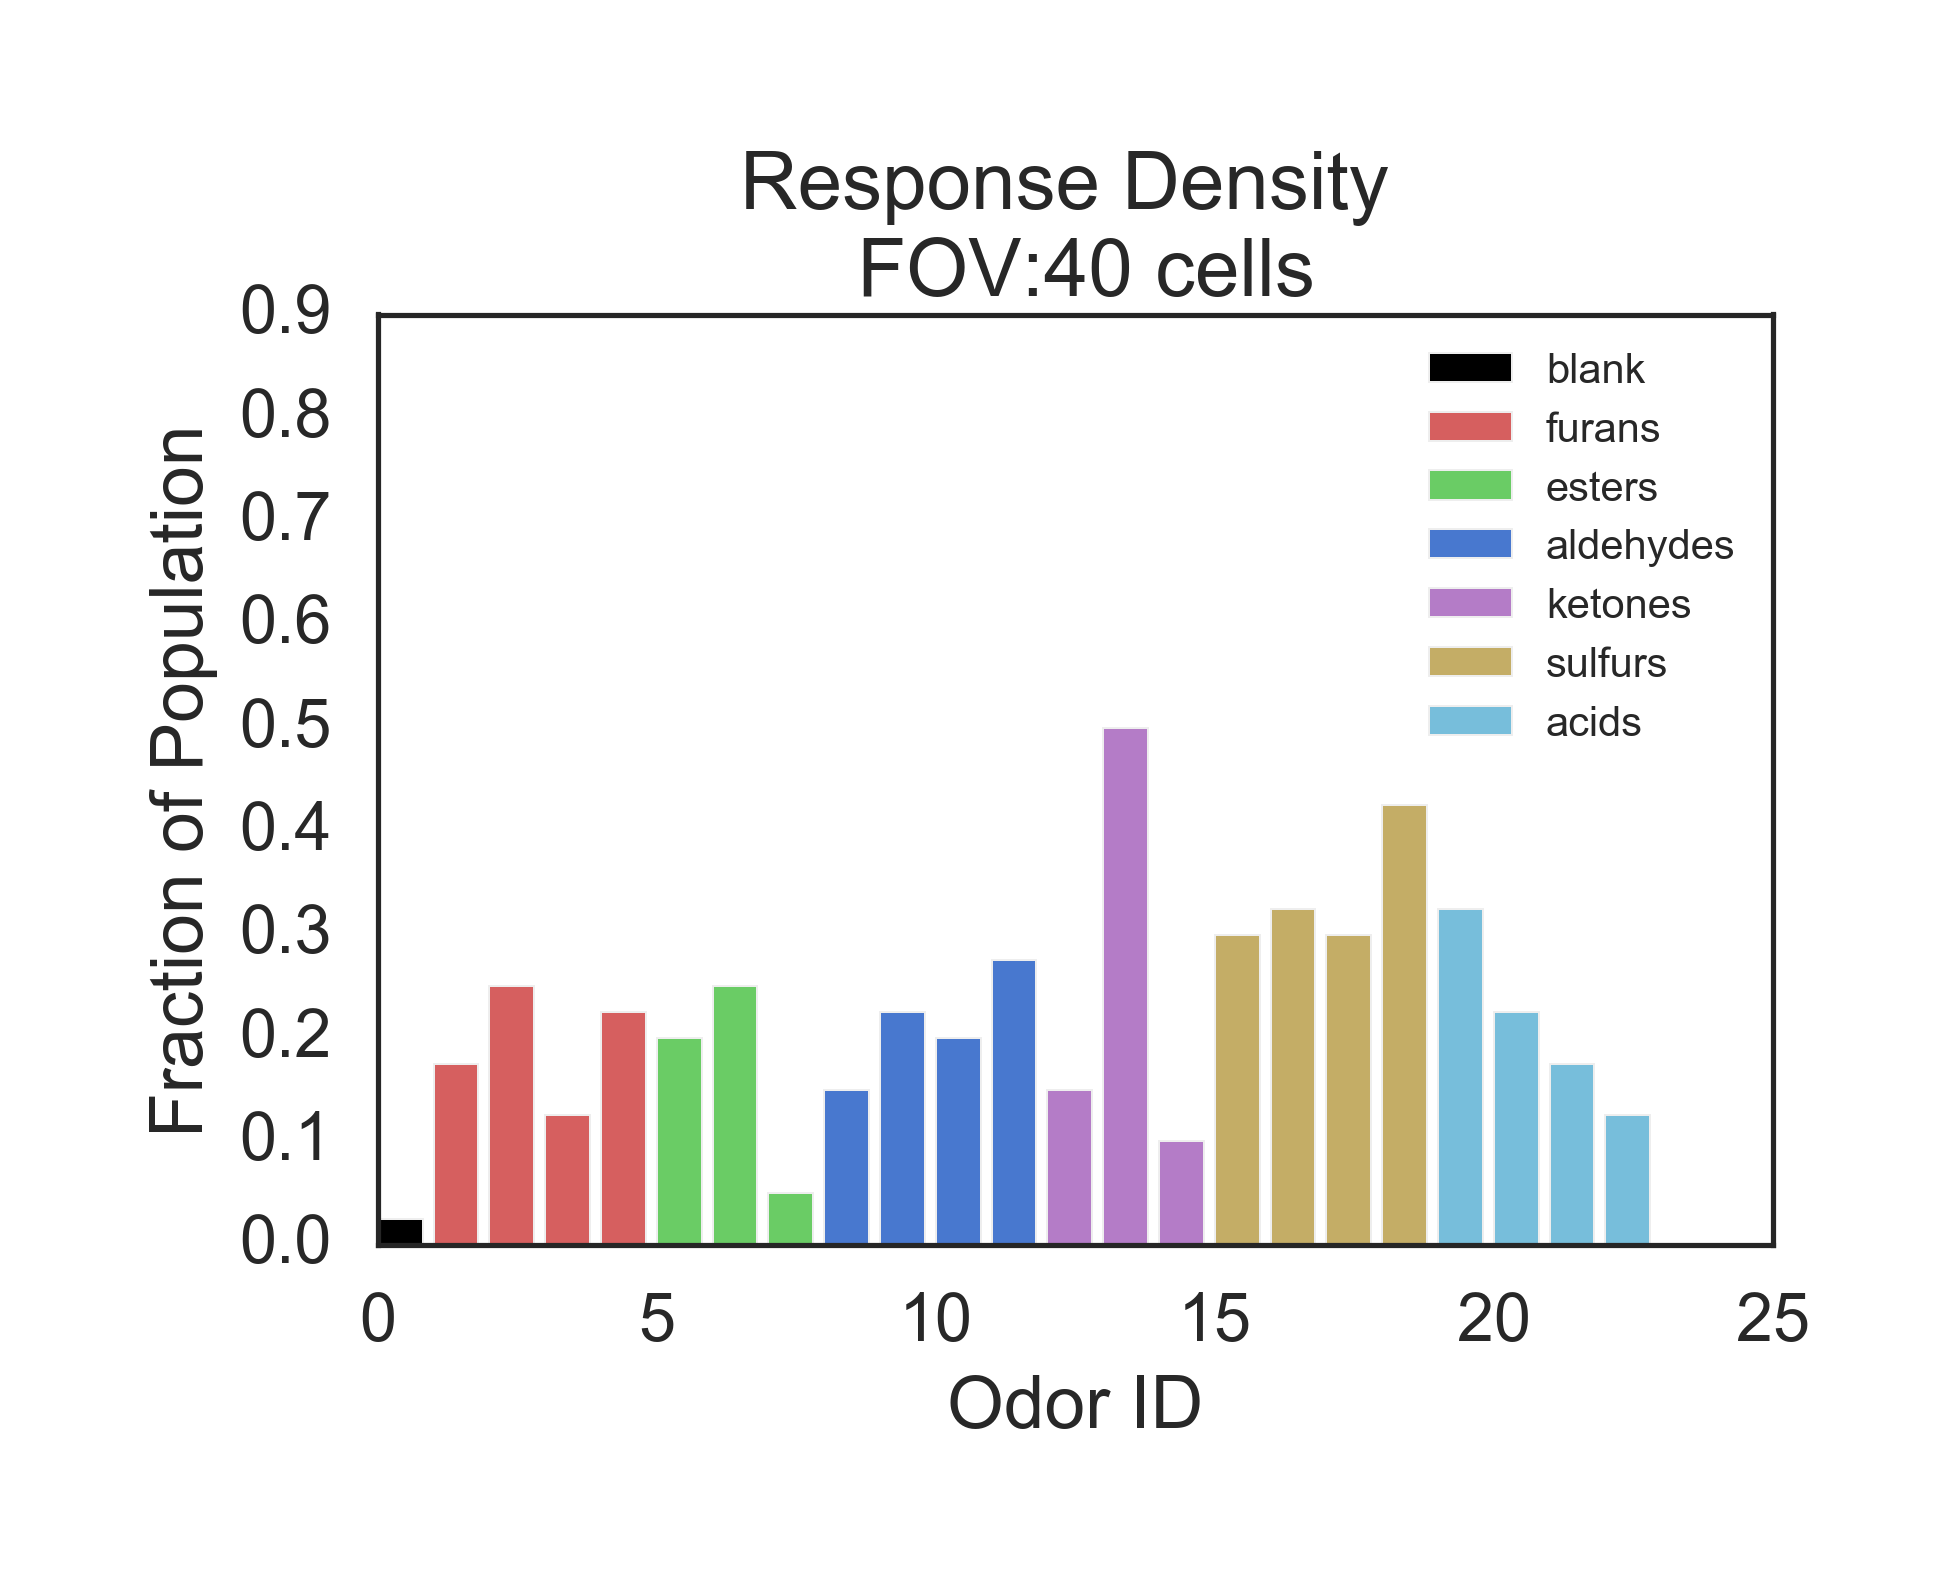 Response Density
FOV:40 cells
0.9
0.8
0.7
0.6
0.5
0.4
0.3
0.2
0.1
0.0
Fraction of Population
blank
furans
esters
aldehydes
ketones
sulfurs
acids
0 5 10 15 20 25
Odor ID